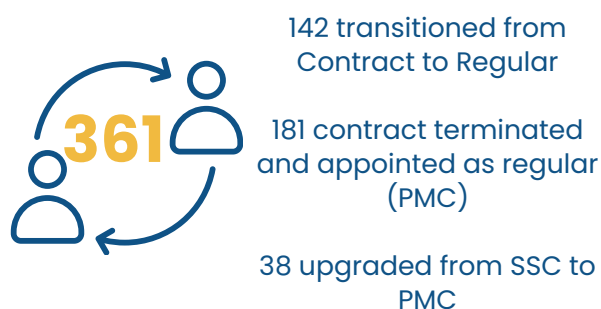 361
142 transitioned from
Contract to Regular
181 contract terminated
and appointed as regular
(PMC)
38 upgraded from SSC to
PMC